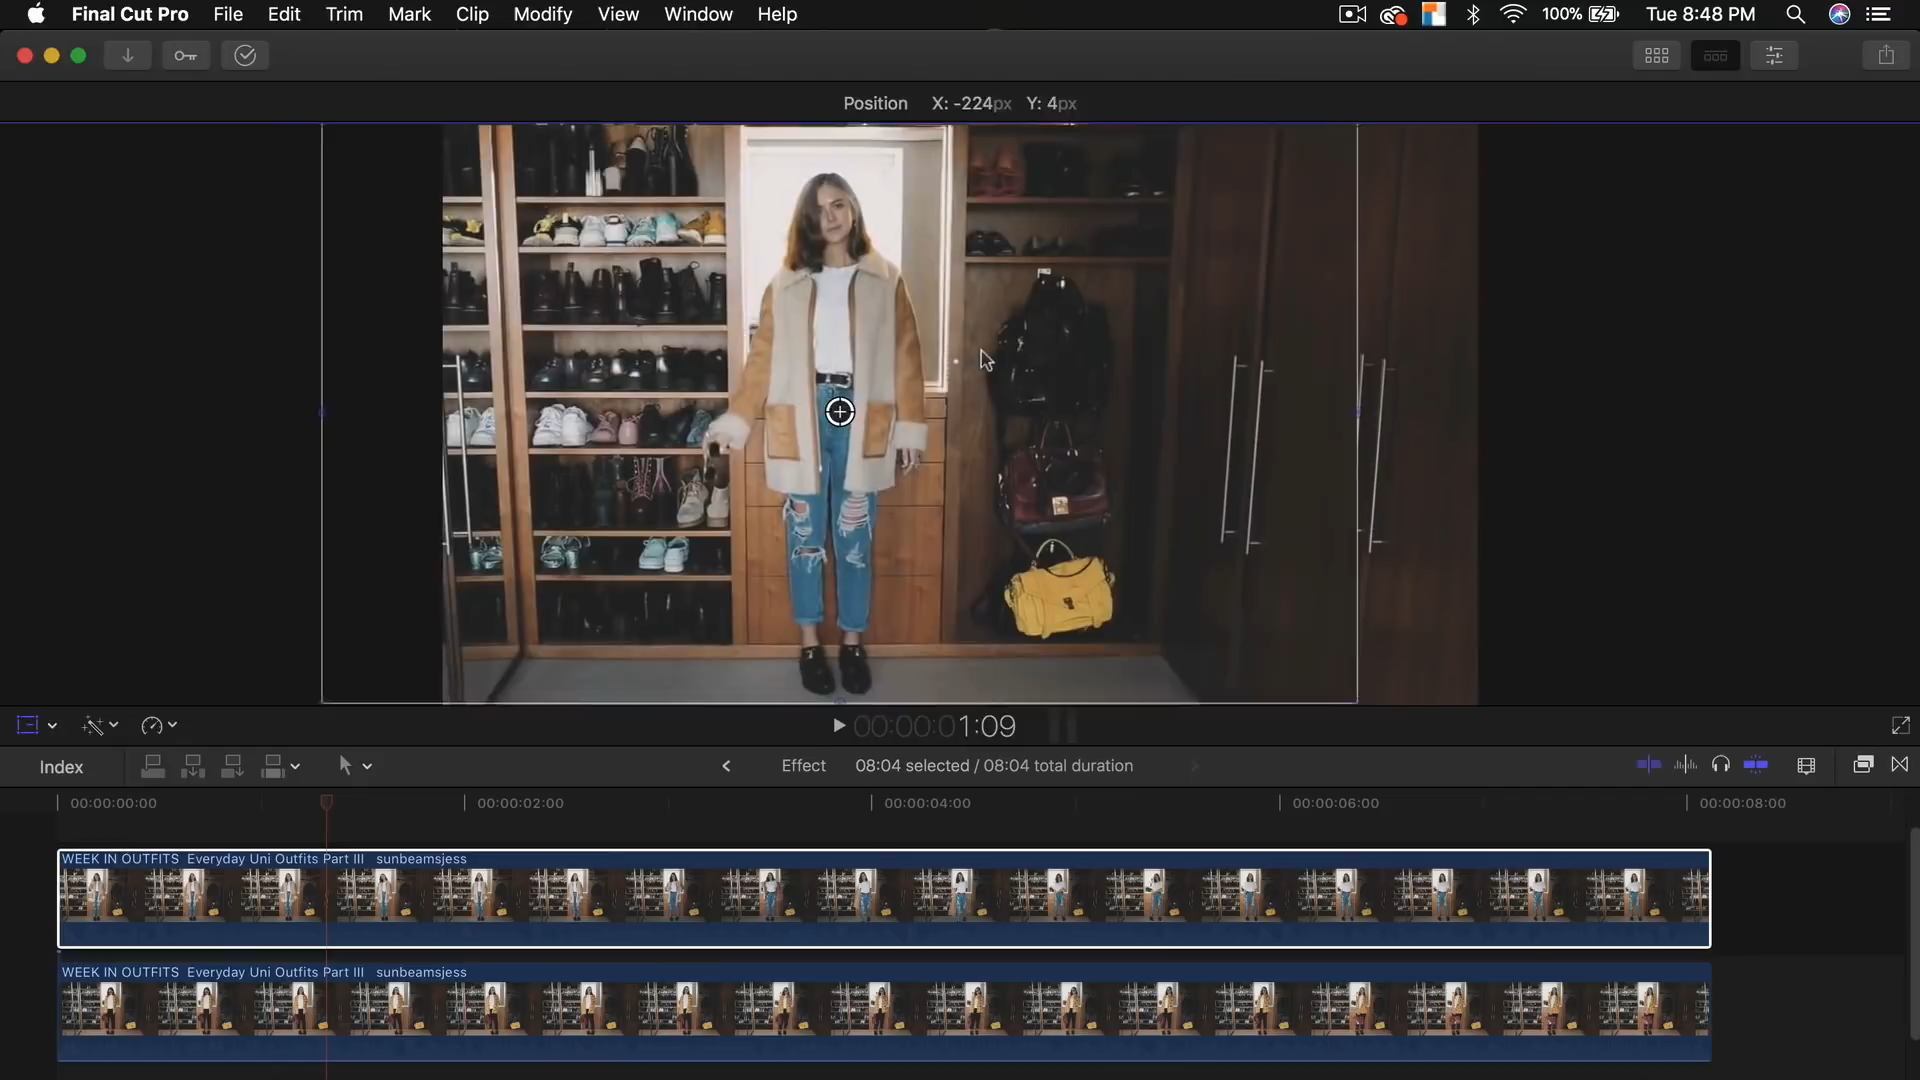 Final Cut Pro File Edit Trim Mark Clip Modify View Window Help 100% Tue 8:48 PM
Position X: -224px Y: 4px
00:00:01:09
Index Effect 08:04 selected / 08:04 total duration
00:00:00:00 00:00:02:00 00:00:04:00 00:00:06:00 00:00:08:00
WEEK IN OUTFITS Everyday Uni Outfits Part III sunbeamsjess
WEEK IN OUTFITS Everyday Uni Outfits Part III sunbeamsjess